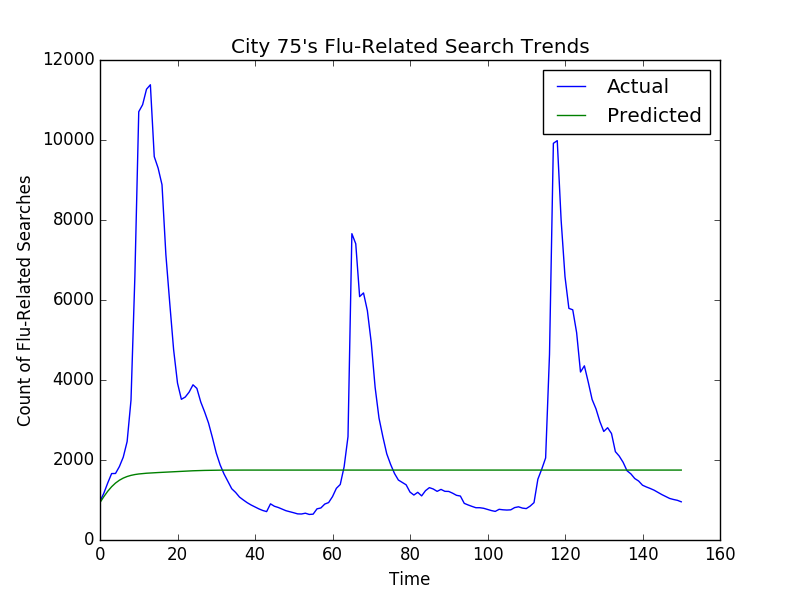 City 75's Flu-Related Search Trends
12000
10000
8000
6000
4000
2000
0
Count of Flu-Related Searches
Actual
Predicted
0 20 40 60 80 100 120 140 160
Time